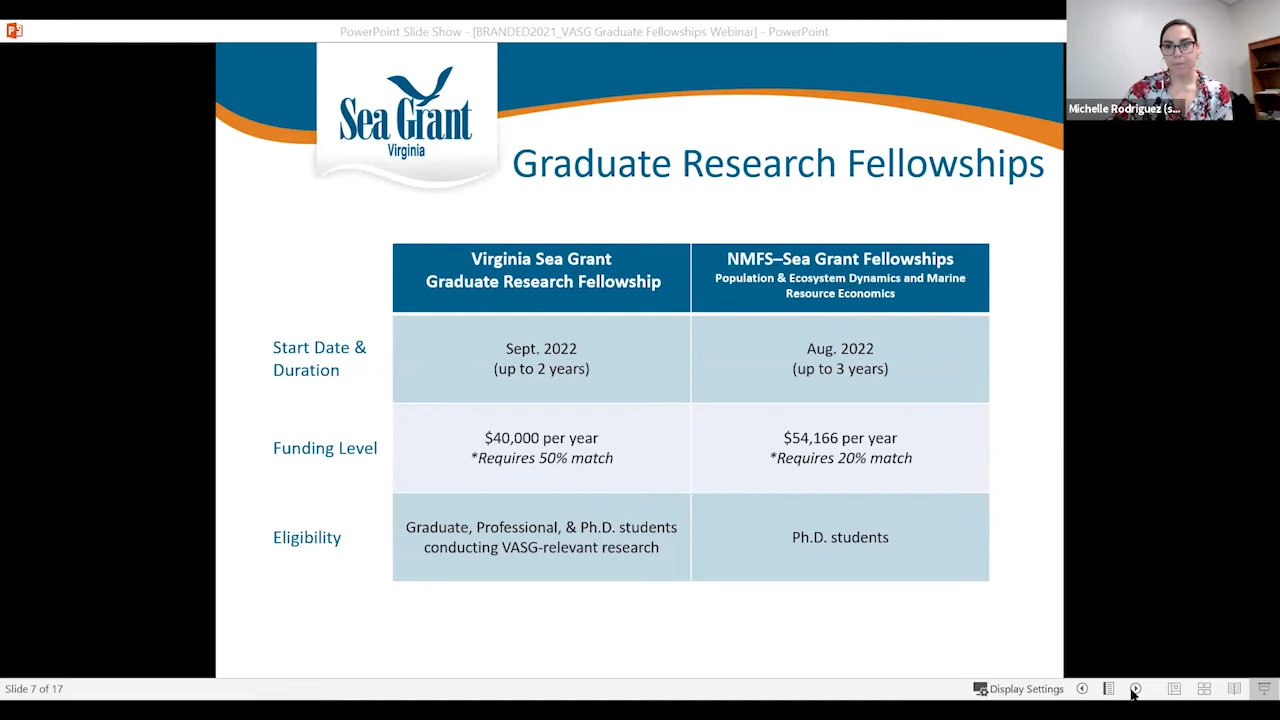 PowerPoint Slide Show - [BRANDED2021_VASG Graduate Fellowships Webinar] - PowerPoint
Michelle Rodriguez (s...
Sea Grant
Virginia
Graduate Research Fellowships
Virginia Sea Grant
Graduate Research Fellowship
NMFS–Sea Grant Fellowships
Population & Ecosystem Dynamics and Marine
Resource Economics
Start Date &
Duration
Sept. 2022
(up to 2 years)
Aug. 2022
(up to 3 years)
Funding Level
$40,000 per year
*Requires 50% match
$54,166 per year
*Requires 20% match
Eligibility
Graduate, Professional, & Ph.D. students
conducting VASG-relevant research
Ph.D. students
Slide 7 of 17
Display Settings